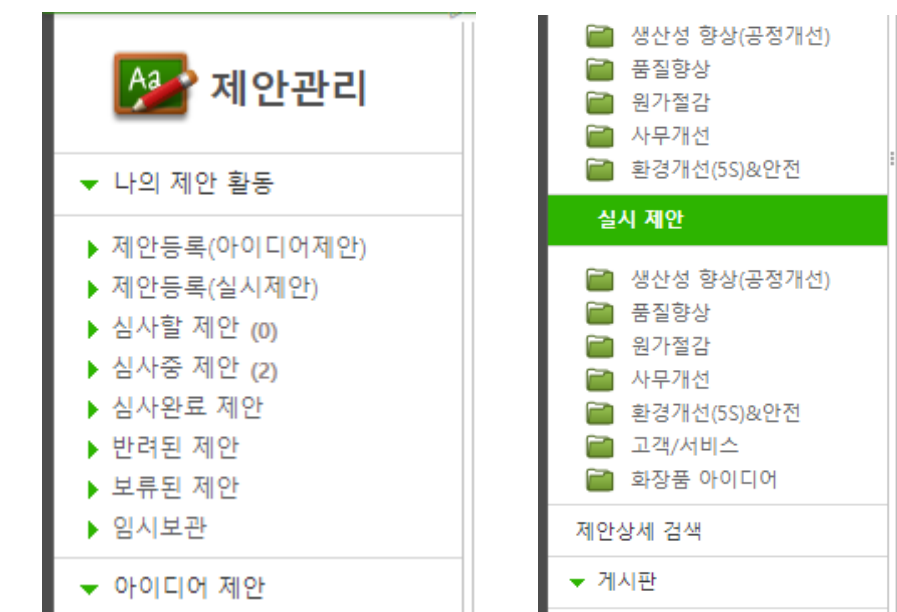 Aa
제안관리
나의 제안 활동
제안등록(아이디어제안)
제안등록(실시제안)
심사할 제안 (0)
심사중 제안 (2)
심사완료 제안
반려된 제안
보류된 제안
임시보관
아이디어 제안
생산성 향상(공정개선)
품질향상
원가절감
사무개선
환경개선(5S)&안전
실시 제안
생산성 향상(공정개선)
품질향상
원가절감
사무개선
환경개선(5S)&안전
고객/서비스
화장품 아이디어
제안상세 검색
게시판